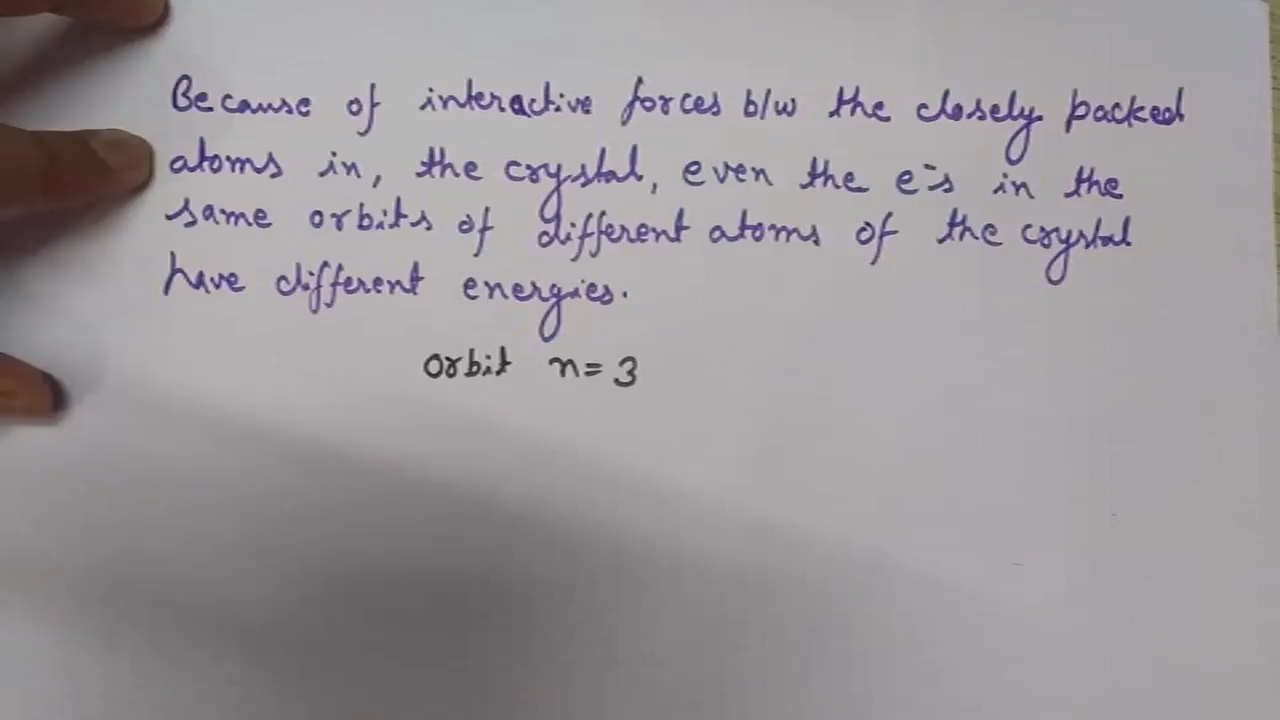 Because of interactive forces b/w the closely packed
atoms in, the crystal, even the e⁻s in the
same orbits of different atoms of the crystal
have different energies.
orbit n=3